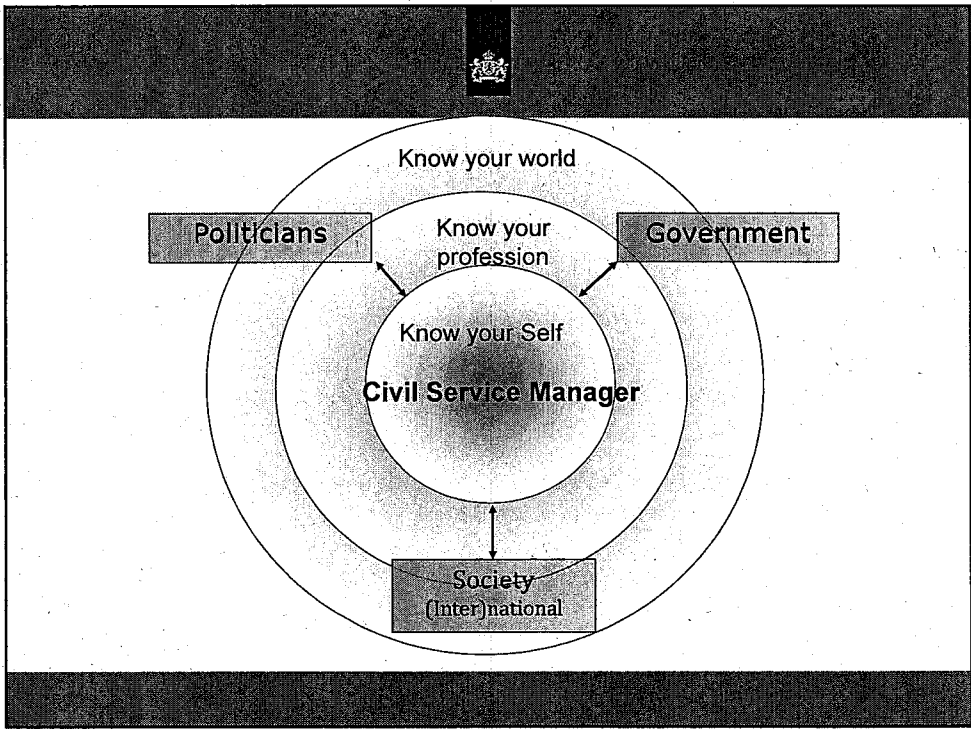 Know your world
Politicians
Know your
profession
Government
Know your Self
Civil Service Manager
Society
(Inter)national